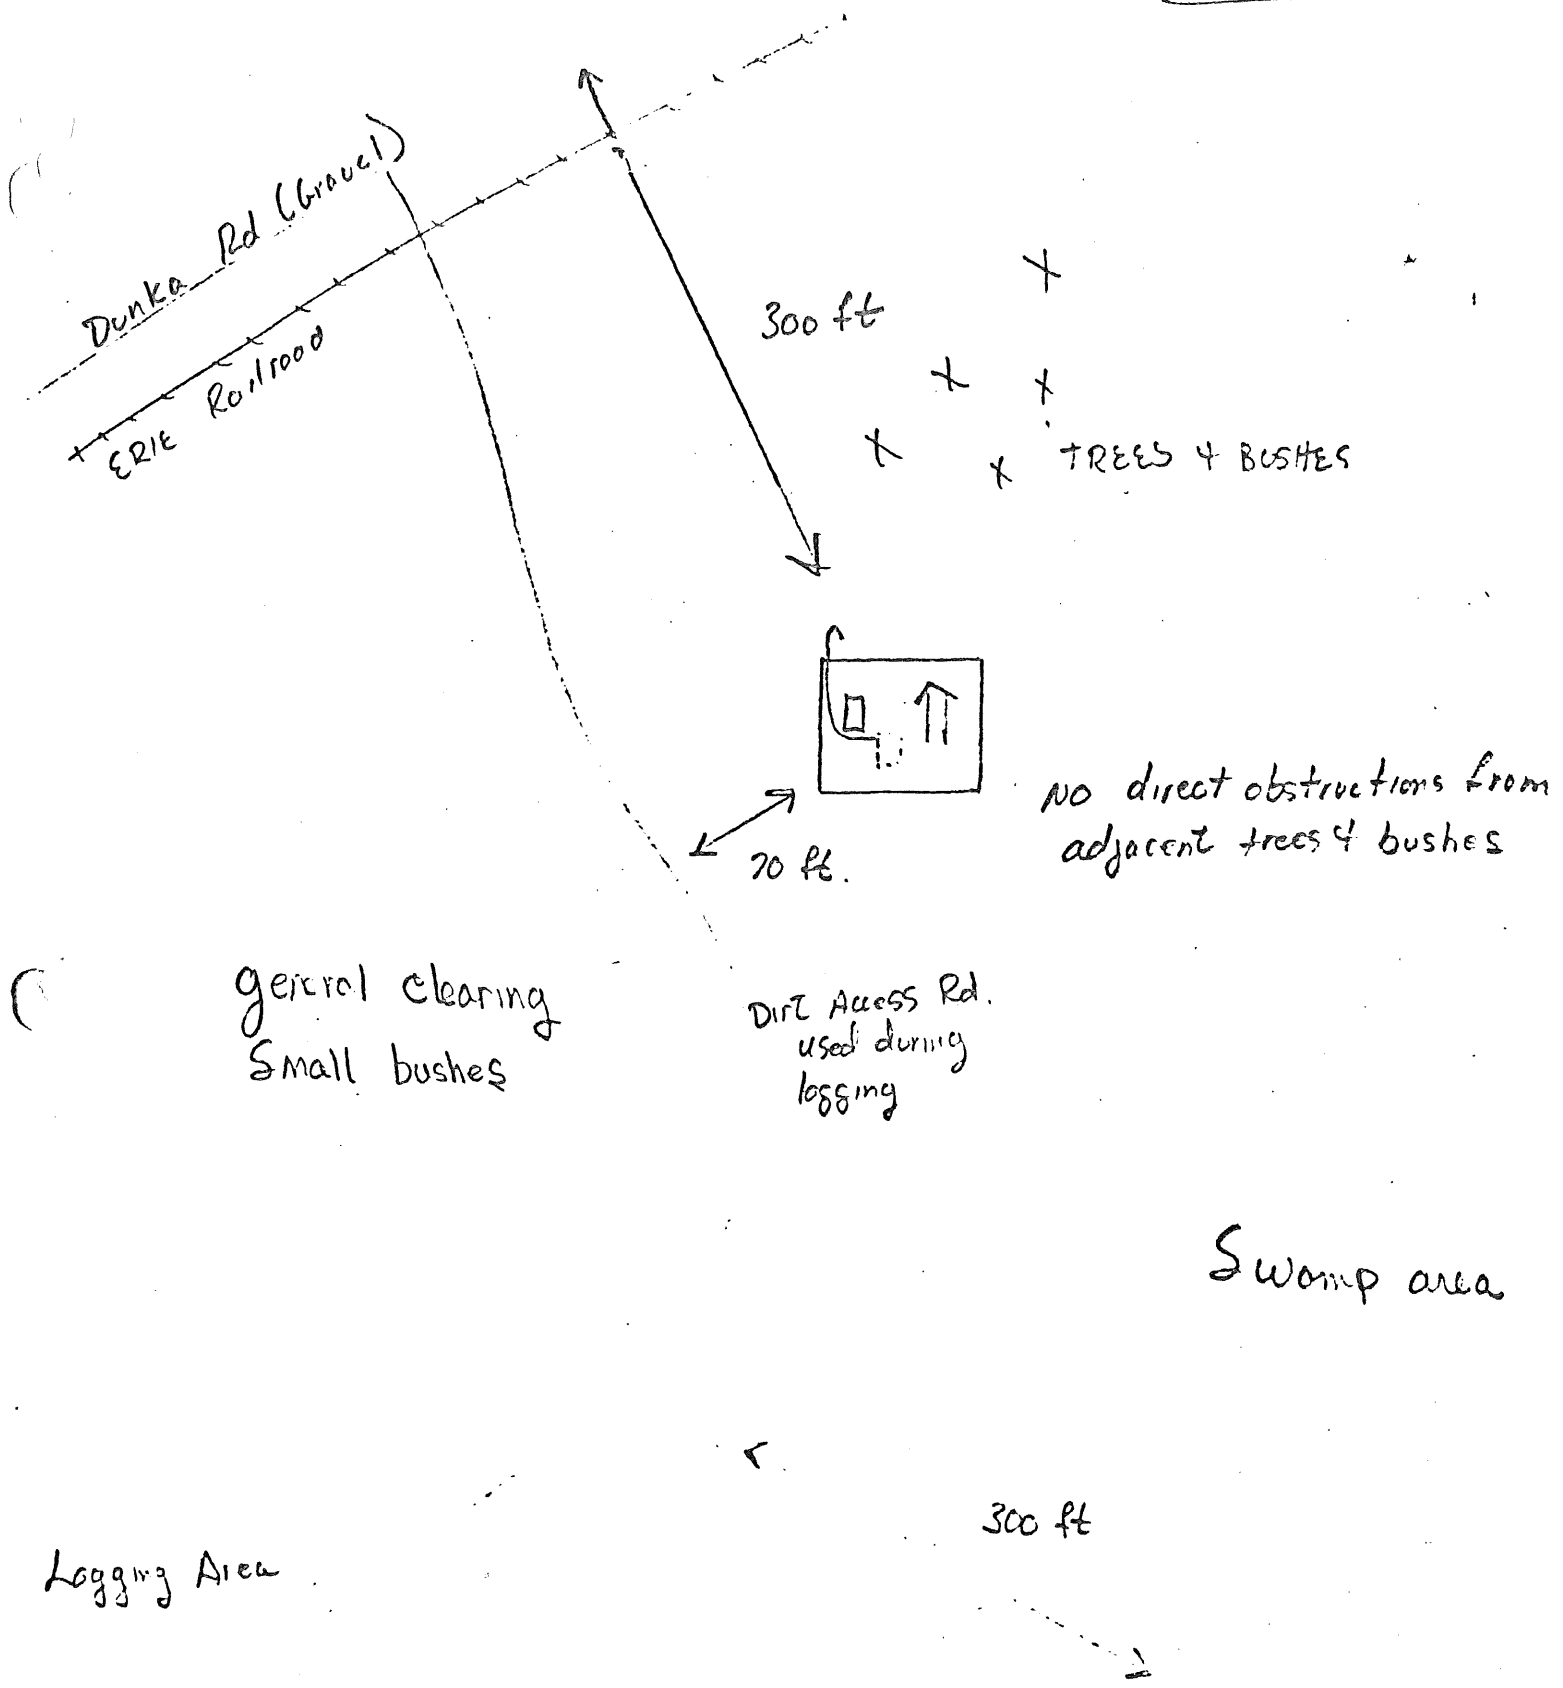 Dunka Rd (Gravel)
ERIE Railroad
300 ft
TREES & BUSHES
NO direct obstructions from
adjacent trees & bushes
20 ft.
general clearing
Small bushes
Dirt Access Rd.
used during
logging
Swamp area
300 ft
Logging Area